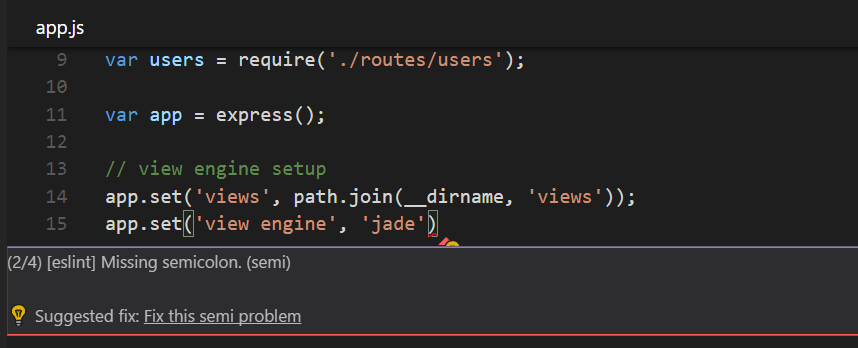 app.js
9 var users = require('./routes/users');
10
11 var app = express();
12
13 // view engine setup
14 app.set('views', path.join(__dirname, 'views'));
15 app.set('view engine', 'jade')
(2/4) [eslint] Missing semicolon. (semi)
Suggested fix: Fix this semi problem